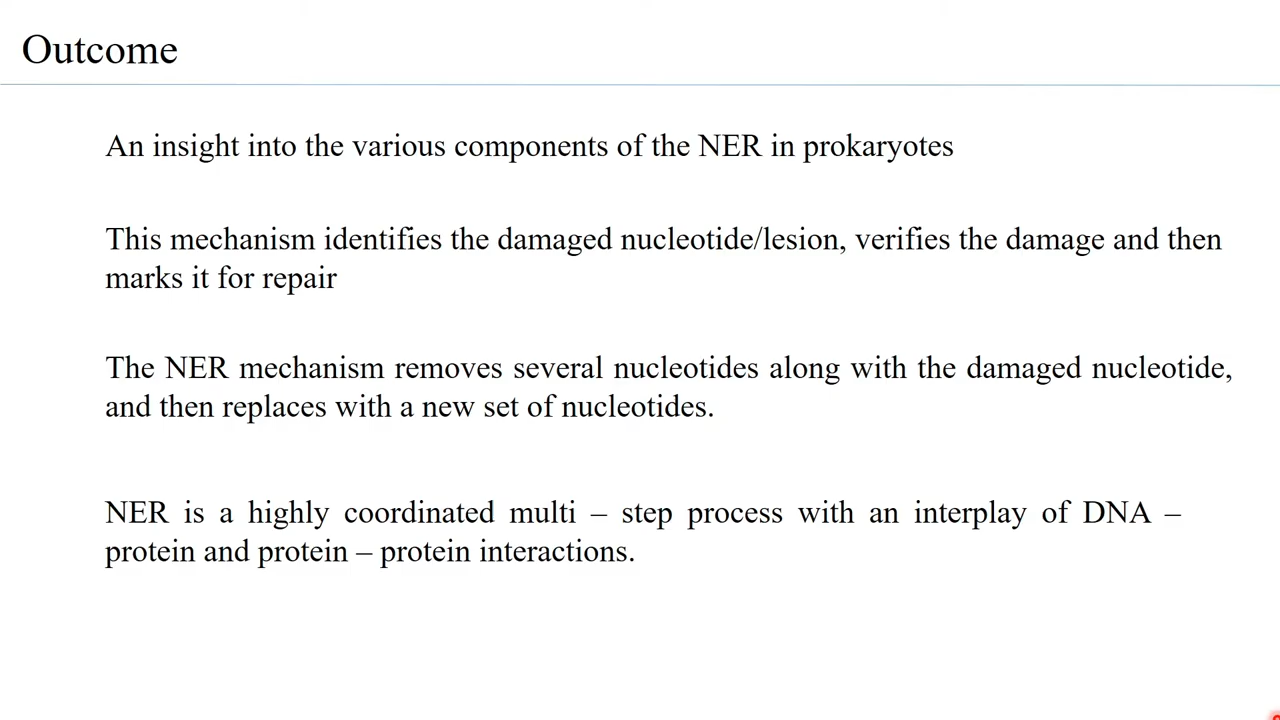 Outcome
An insight into the various components of the NER in prokaryotes
This mechanism identifies the damaged nucleotide/lesion, verifies the damage and then
marks it for repair
The NER mechanism removes several nucleotides along with the damaged nucleotide,
and then replaces with a new set of nucleotides.
NER is a highly coordinated multi – step process with an interplay of DNA –
protein and protein – protein interactions.